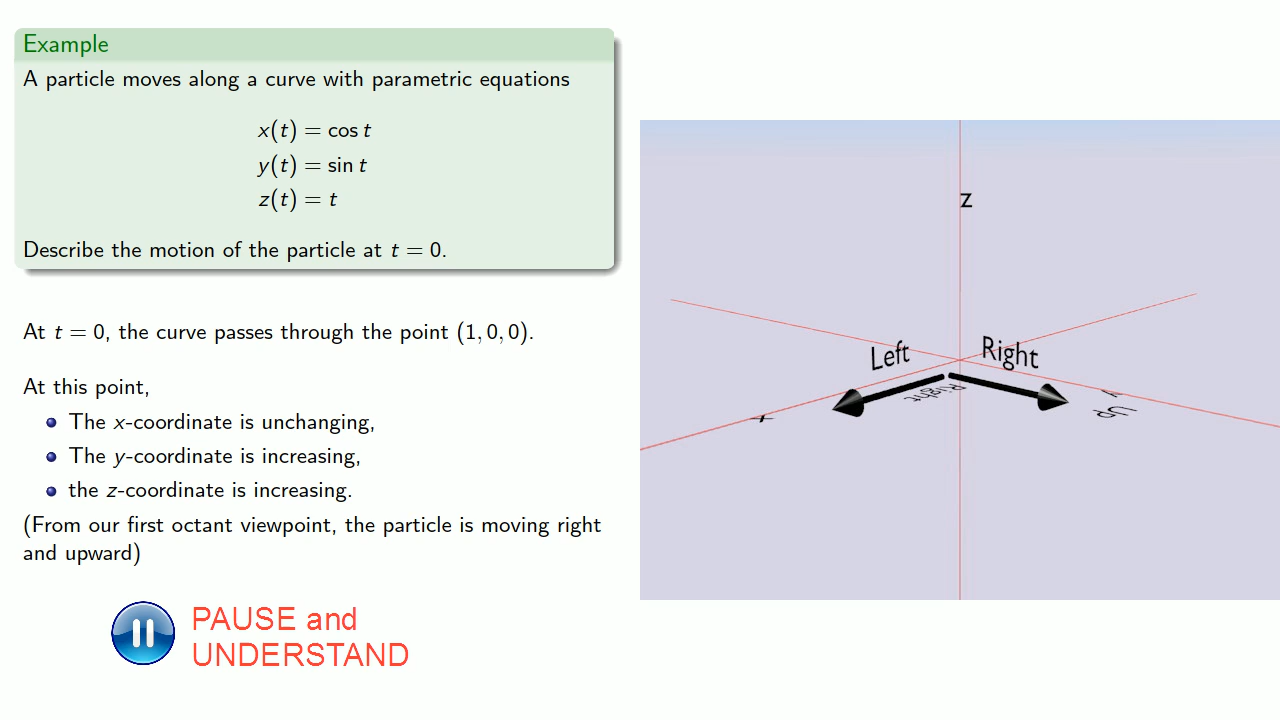 Example
A particle moves along a curve with parametric equations
x(t) = cos t
y(t) = sin t
z(t) = t
Describe the motion of the particle at t = 0.
At t = 0, the curve passes through the point (1, 0, 0).
At this point,
The x-coordinate is unchanging,
The y-coordinate is increasing,
the z-coordinate is increasing.
(From our first octant viewpoint, the particle is moving right
and upward)
PAUSE and
UNDERSTAND
z
Left
Right
Right
x
y
Up